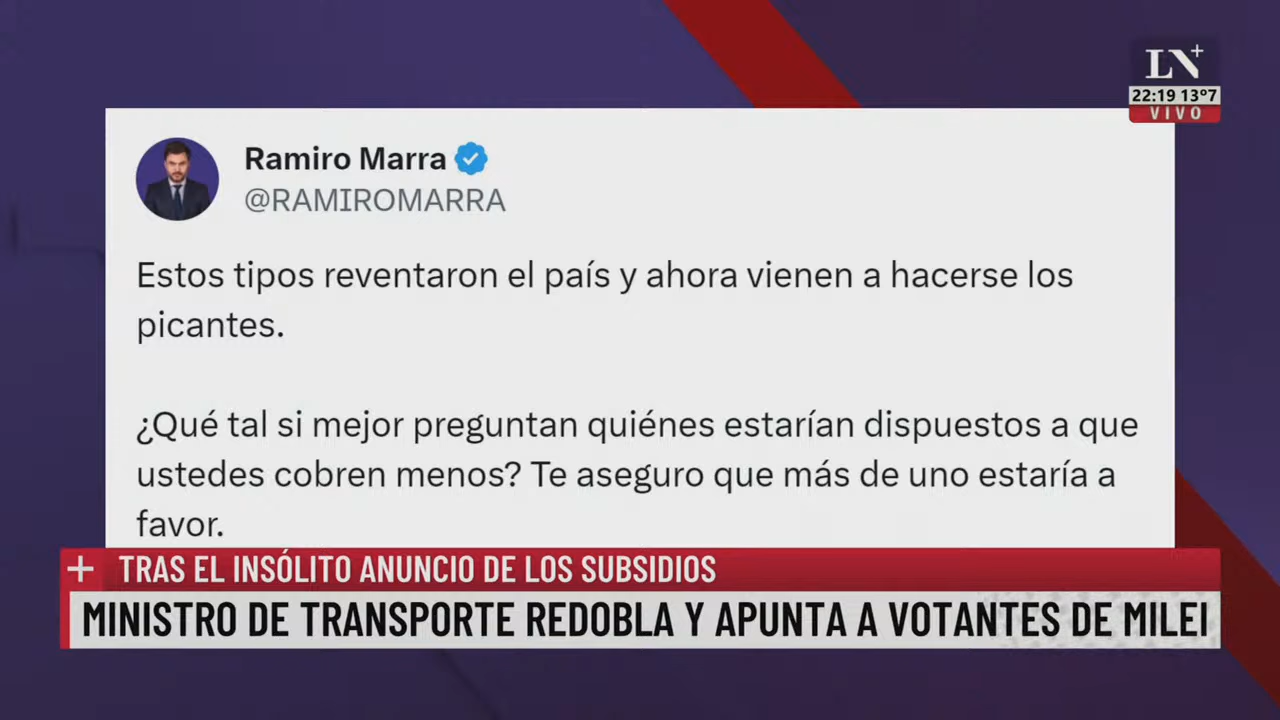 LN+
22:19 13º7
VIVO
Ramiro Marra
@RAMIROMARRA
Estos tipos reventaron el país y ahora vienen a hacerse los
picantes.
¿Qué tal si mejor preguntan quiénes estarían dispuestos a que
ustedes cobren menos? Te aseguro que más de uno estaría a
favor.
+ TRAS EL INSÓLITO ANUNCIO DE LOS SUBSIDIOS
MINISTRO DE TRANSPORTE REDOBLA Y APUNTA A VOTANTES DE MILEI